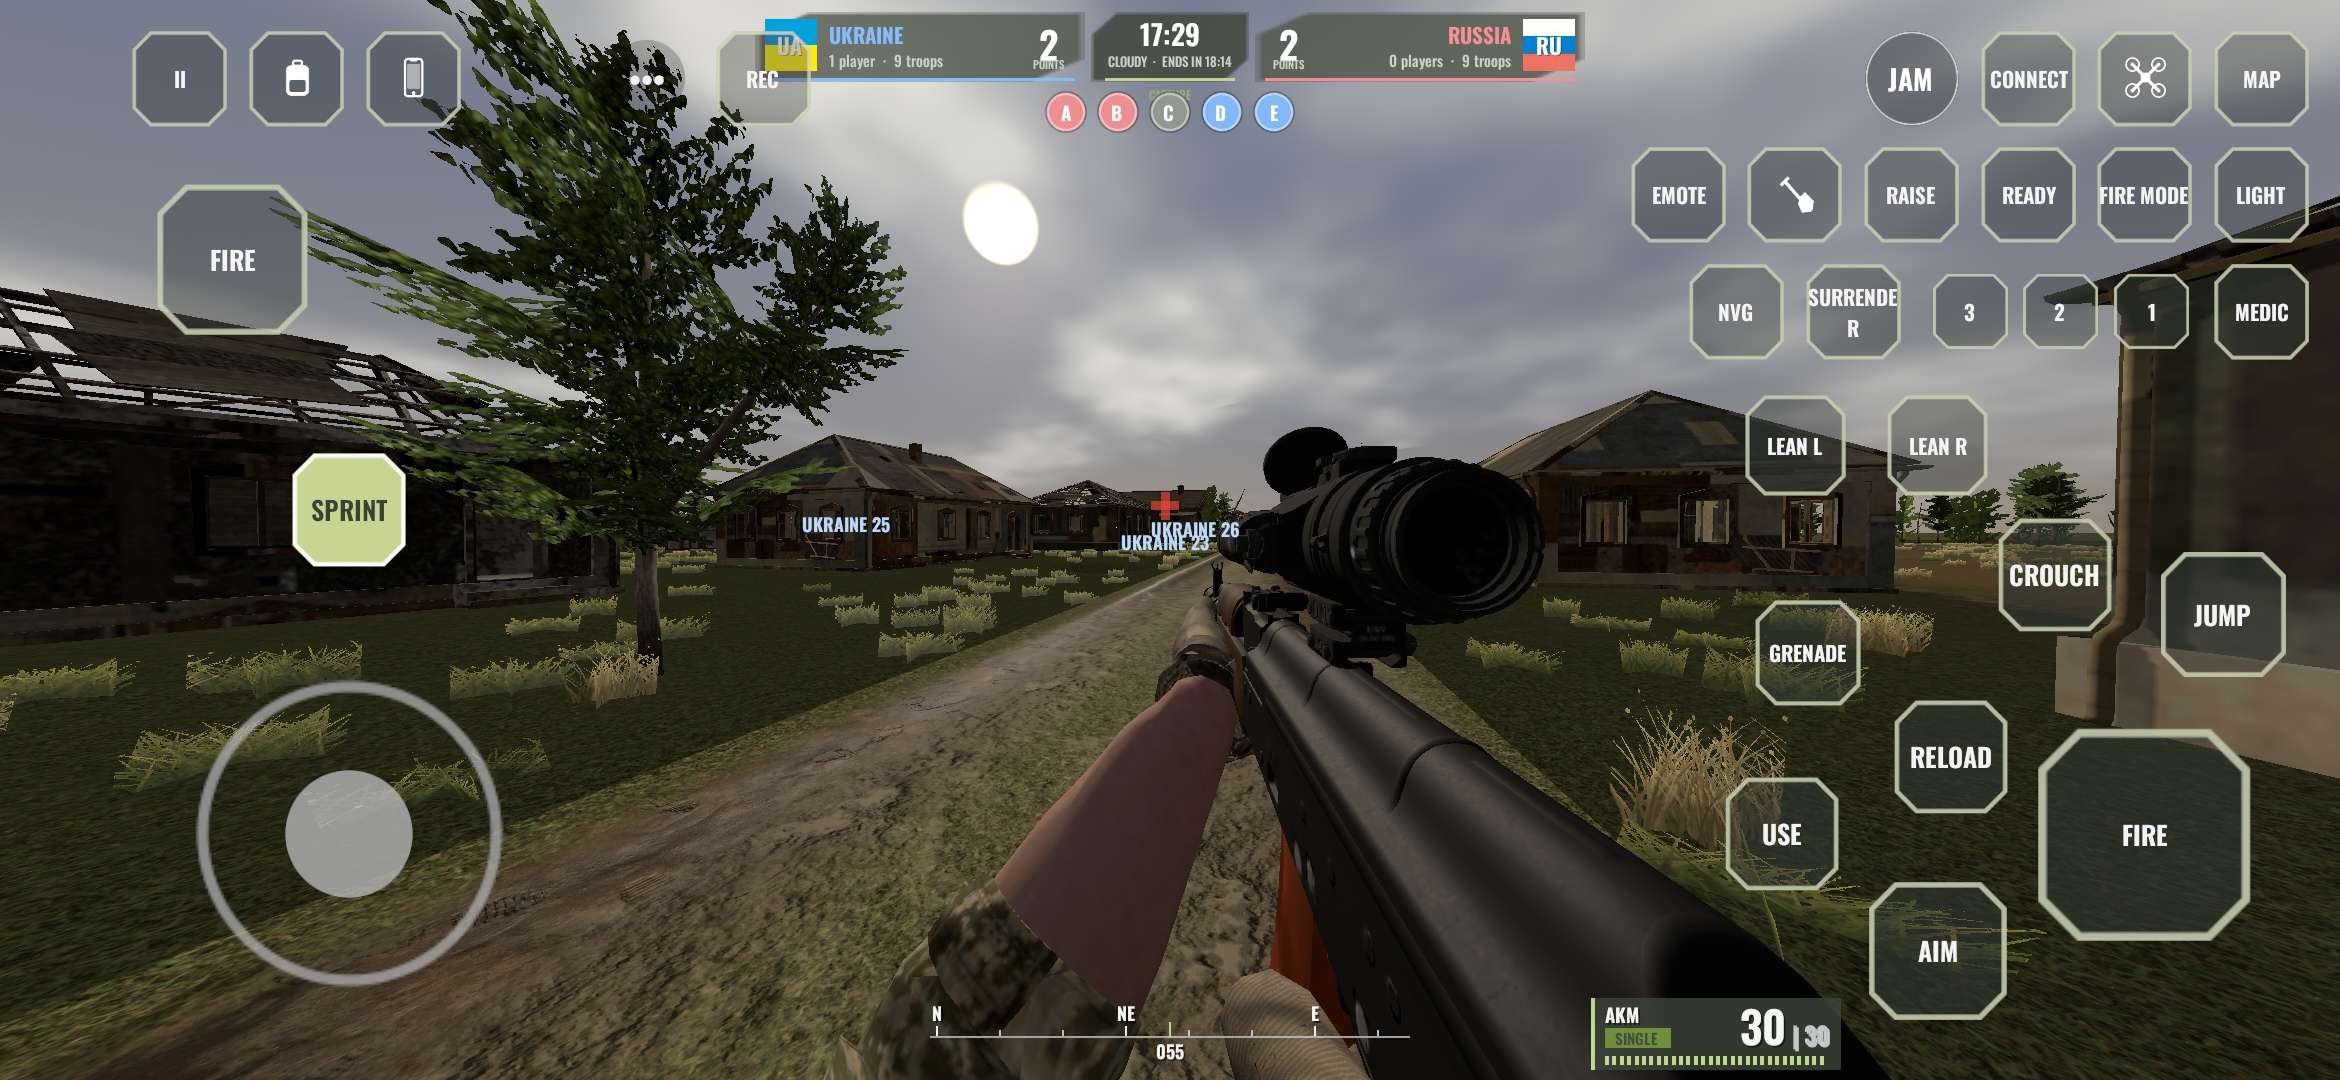 UA
UKRAINE
1 player · 9 troops
2
POINTS
17:29
CLOUDY · ENDS IN 18:14
2
POINTS
RUSSIA
0 players · 9 troops
RU
REC
A
B
C
D
E
JAM
CONNECT
MAP
EMOTE
RAISE
READY
FIRE MODE
LIGHT
FIRE
NVG
SURRENDE
R
3
2
1
MEDIC
LEAN L
LEAN R
SPRINT
UKRAINE 25
UKRAINE 26
UKRAINE 23
CROUCH
JUMP
GRENADE
RELOAD
USE
FIRE
AIM
N
NE
E
055
AKM
SINGLE
30 | 30